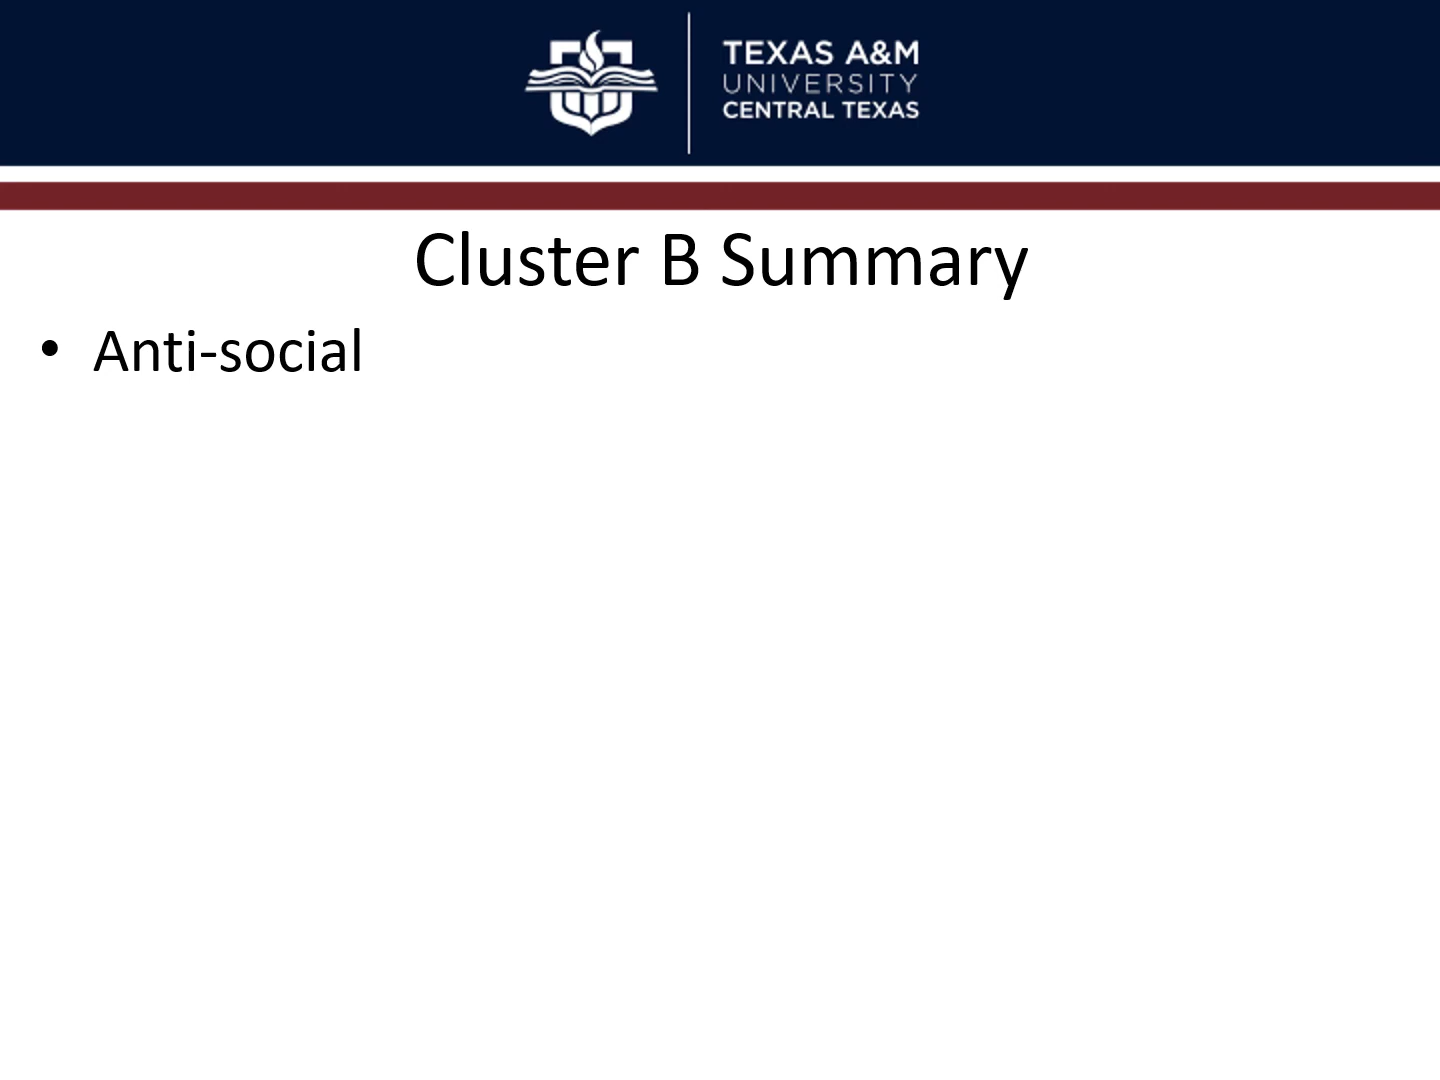 TEXAS A&M
UNIVERSITY
CENTRAL TEXAS
Cluster B Summary
• Anti-social